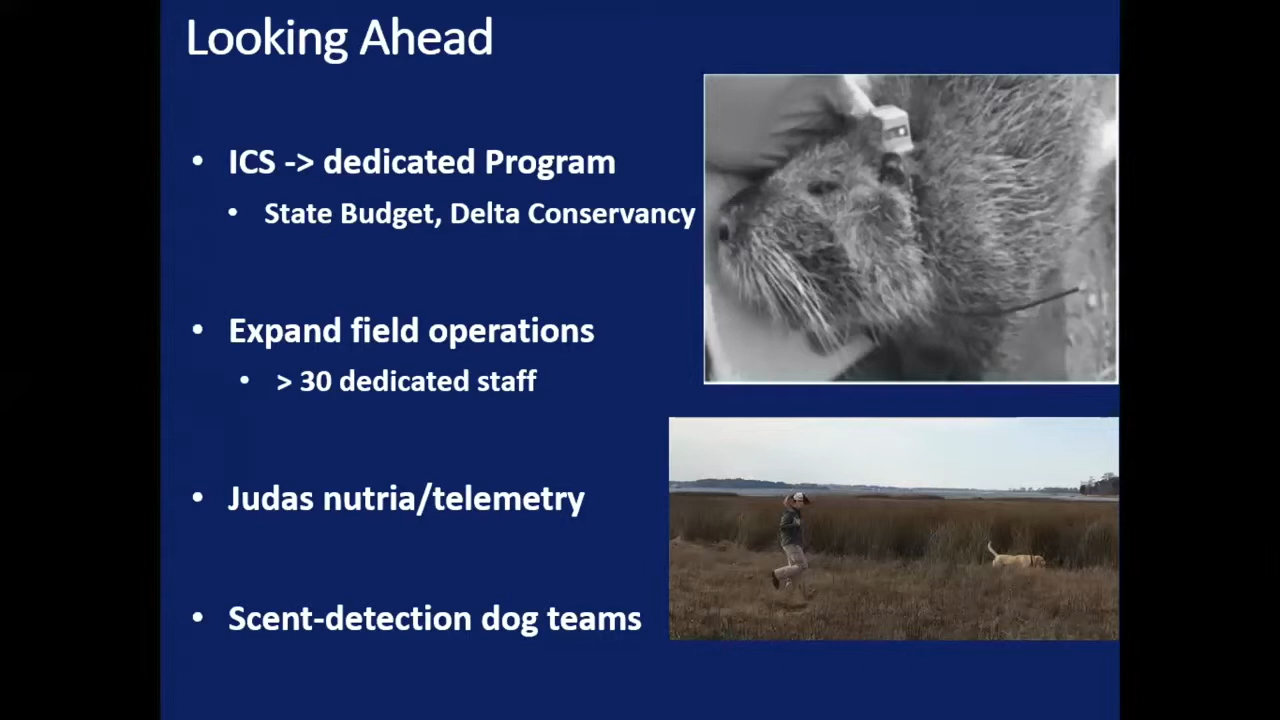 Looking Ahead
• ICS -> dedicated Program
• State Budget, Delta Conservancy
• Expand field operations
• > 30 dedicated staff
• Judas nutria/telemetry
• Scent-detection dog teams